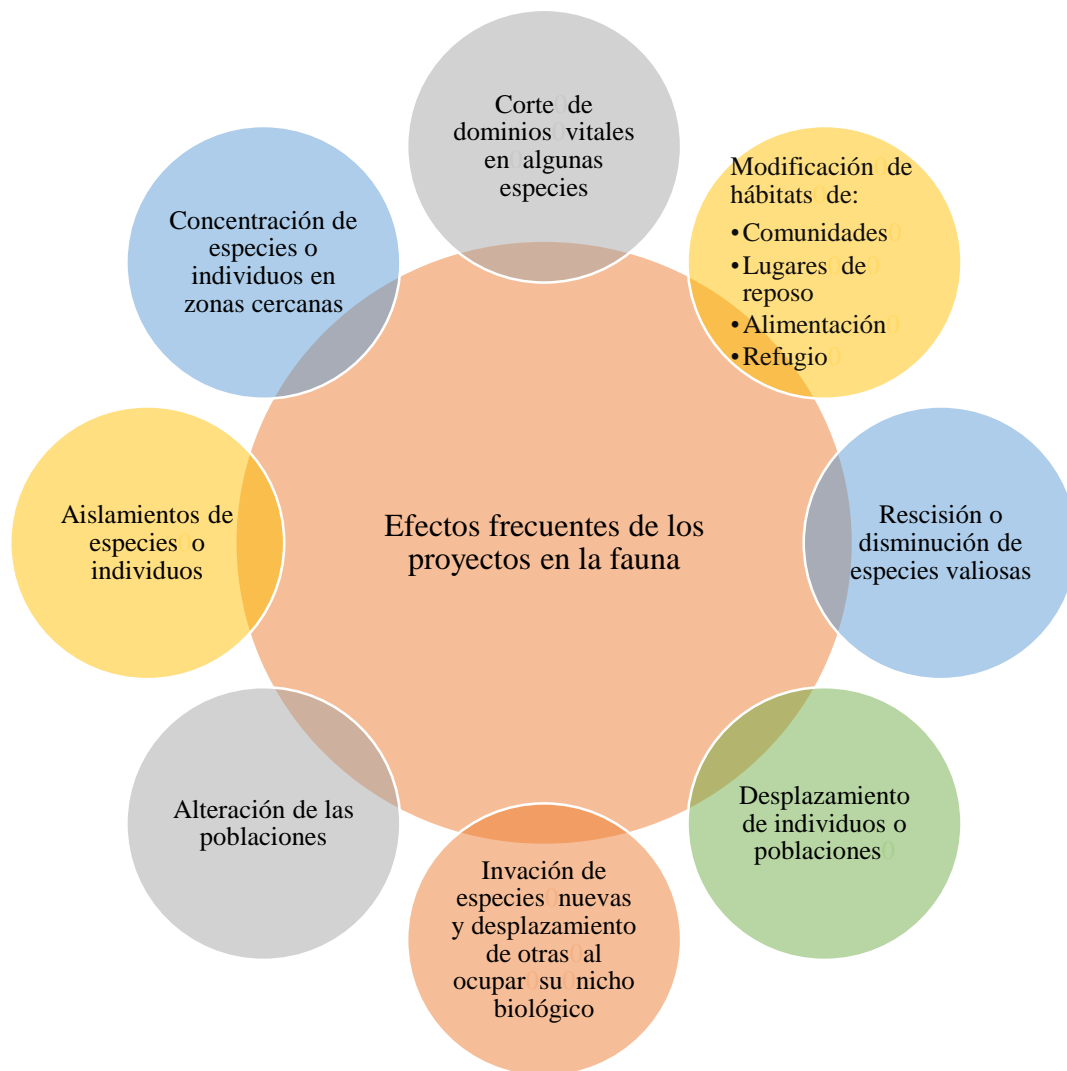 Corte de
dominios vitales
en algunas
especies
Modificación de
hábitats de:
•Comunidades
•Lugares de
reposo
•Alimentación
•Refugio
Rescisión o
disminución de
especies valiosas
Desplazamiento
de individuos o
poblaciones
Invación de
especies nuevas
y desplazamiento
de otras al
ocupar su nicho
biológico
Alteración de las
poblaciones
Aislamientos de
especies o
individuos
Concentración de
especies o
individuos en
zonas cercanas
Efectos frecuentes de los
proyectos en la fauna